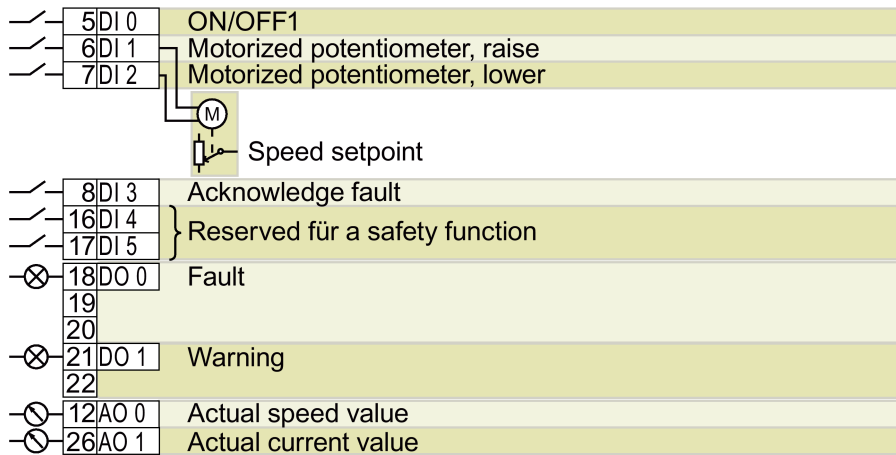 5 DI 0 ON/OFF1
6 DI 1 Motorized potentiometer, raise
7 DI 2 Motorized potentiometer, lower
M
Speed setpoint
8 DI 3 Acknowledge fault
16 DI 4
17 DI 5
Reserved für a safety function
18 DO 0 Fault
19
20
21 DO 1 Warning
22
12 AO 0 Actual speed value
26 AO 1 Actual current value